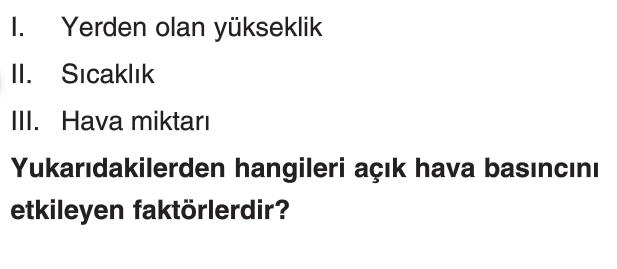 I. Yerden olan yükseklik
II. Sıcaklık
III. Hava miktarı
Yukarıdakilerden hangileri açık hava basıncını
etkileyen faktörlerdir?